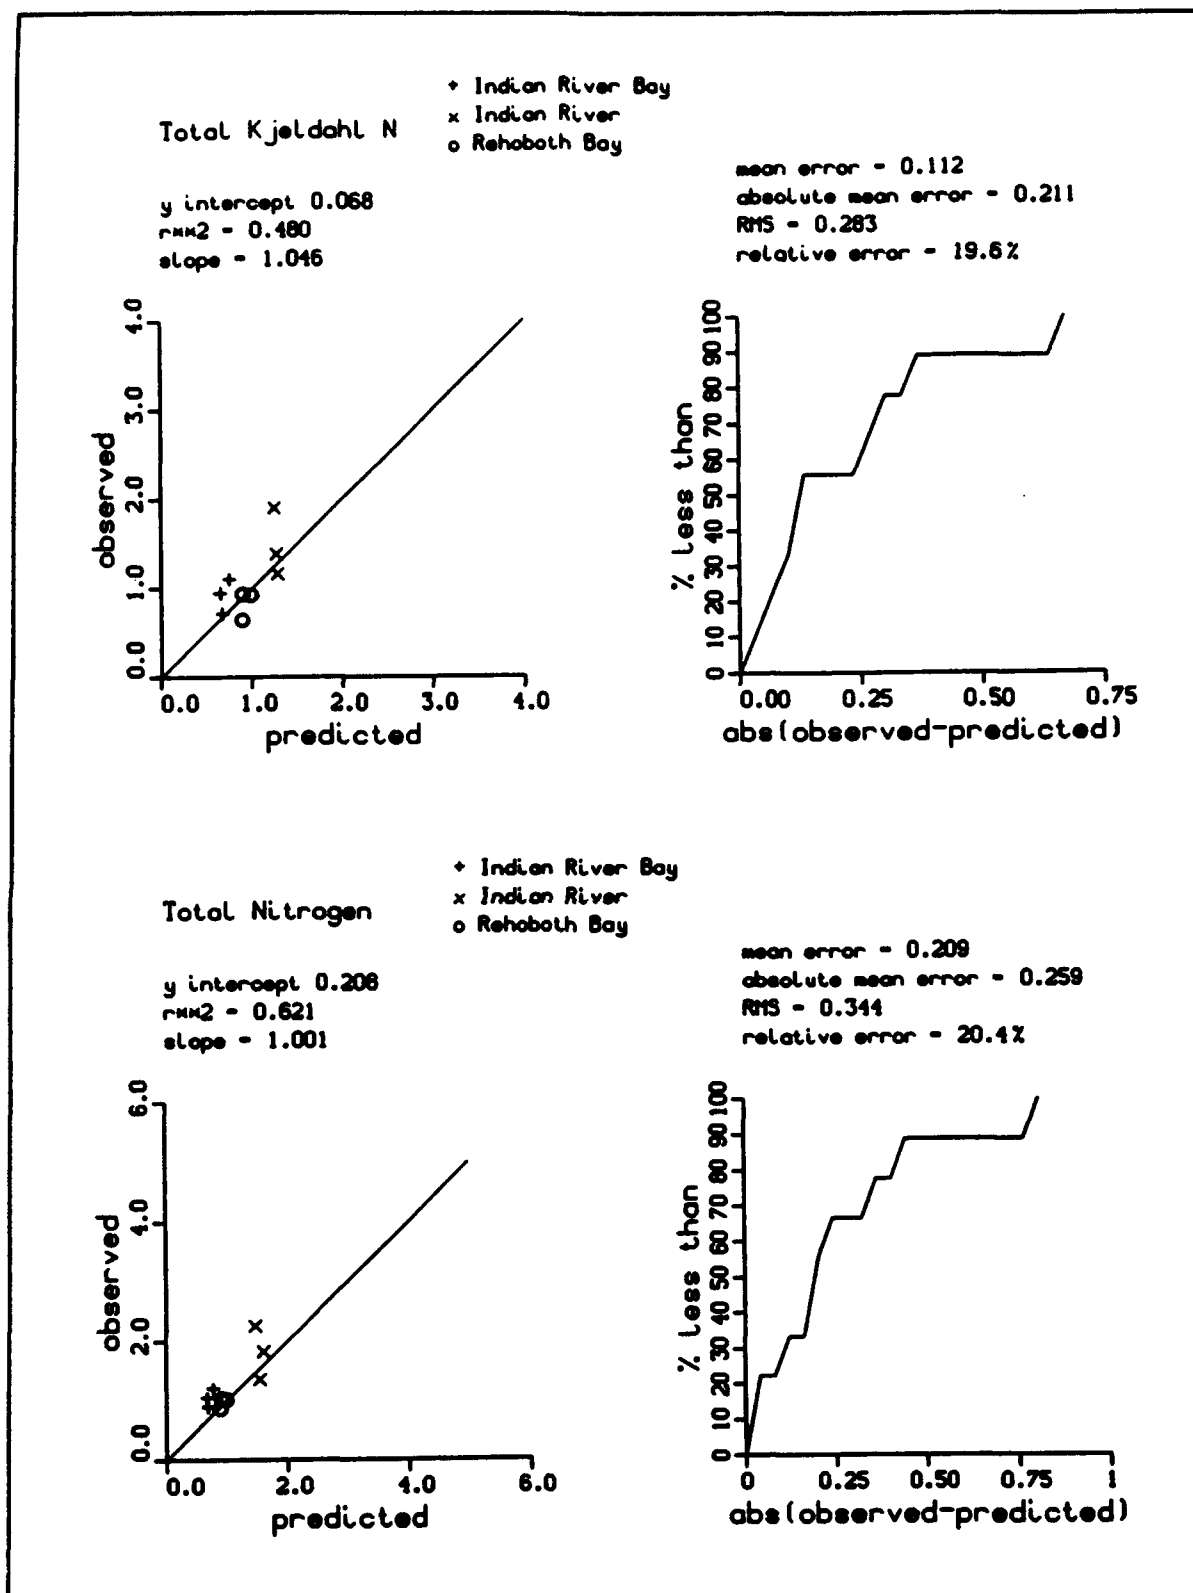 + Indian River Bay
x Indian River
o Rehoboth Bay
Total Kjeldahl N
y intercept 0.068
r**2 = 0.480
slope = 1.046
mean error = 0.112
absolute mean error = 0.211
RMS = 0.283
relative error = 19.6%
observed
0.0 1.0 2.0 3.0 4.0
0.0 1.0 2.0 3.0 4.0
predicted
% less than
0 10 20 30 40 50 60 70 80 90 100
0.00 0.25 0.50 0.75
abs(observed-predicted)
+ Indian River Bay
x Indian River
o Rehoboth Bay
Total Nitrogen
y intercept 0.208
r**2 = 0.621
slope = 1.001
mean error = 0.209
absolute mean error = 0.259
RMS = 0.344
relative error = 20.4%
observed
0.0 2.0 4.0 6.0
0.0 2.0 4.0 6.0
predicted
% less than
0 10 20 30 40 50 60 70 80 90 100
0 0.25 0.50 0.75 1
abs(observed-predicted)